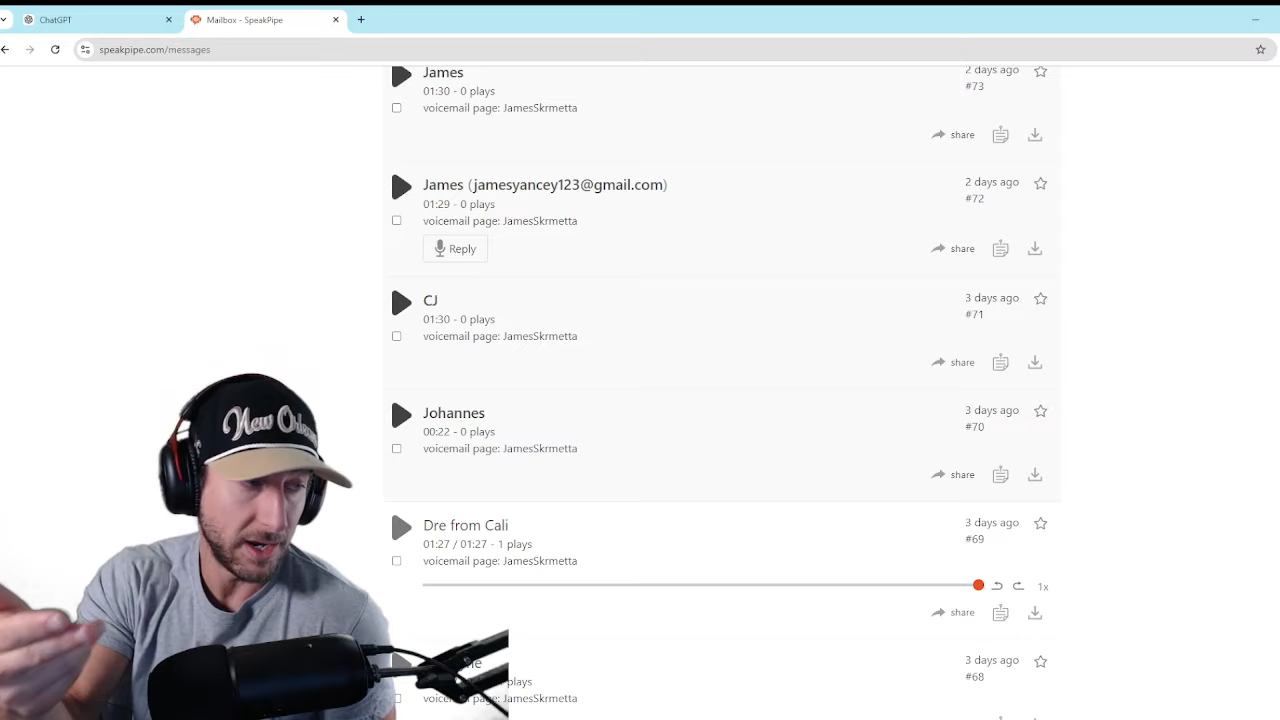 ChatGPT
Mailbox - SpeakPipe
speakpipe.com/messages
James
2 days ago
01:30 - 0 plays
#73
voicemail page: JamesSkrmetta
share
James (jamesyancey123@gmail.com)
2 days ago
01:29 - 0 plays
#72
voicemail page: JamesSkrmetta
Reply
share
CJ
3 days ago
01:30 - 0 plays
#71
voicemail page: JamesSkrmetta
share
Johannes
3 days ago
00:22 - 0 plays
#70
voicemail page: JamesSkrmetta
share
Dre from Cali
3 days ago
01:27 / 01:27 - 1 plays
#69
voicemail page: JamesSkrmetta
1x
share
3 days ago
plays
#68
voicemail page: JamesSkrmetta
New